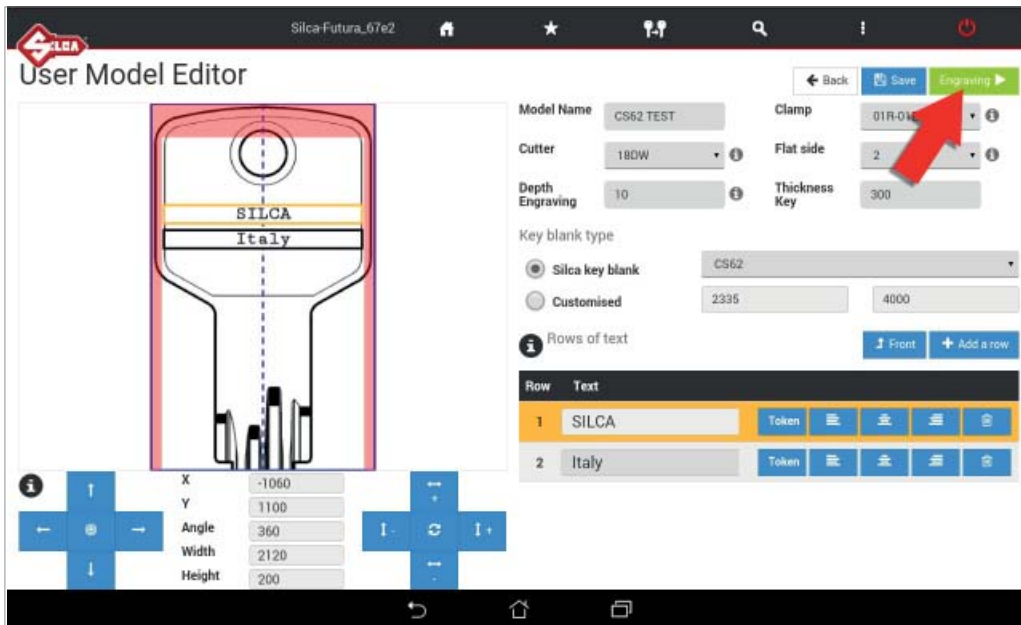 SILCA
Silca-Futura_67e2
User Model Editor
Back
Save
Engraving
Model Name
CS62 TEST
Clamp
Cutter
18DW
Flat side
2
Depth Engraving
10
Thickness Key
300
Key blank type
Silca key blank
CS62
Customised
2335
4000
Rows of text
Front
+ Add a row
Row Text
1 SILCA Token
2 Italy Token
SILCA
Italy
X -1060
Y 1100
Angle 360
Width 2120
Height 200